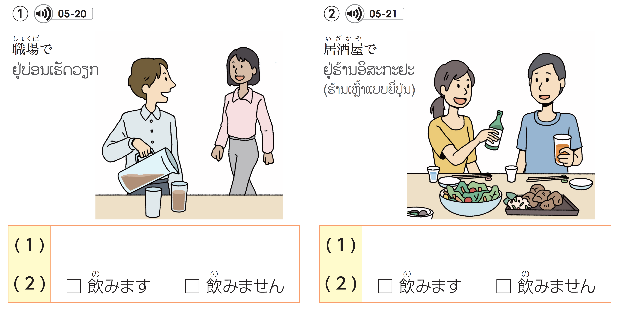 ① 05-20
職場で
ຢູ່ບ່ອນເຮັດວຽກ
(1)
(2) □ 飲みます □ 飲みません
② 05-21
居酒屋で
ຢູ່ຮ້ານອິສະກະຢະ
(ຮ້ານເຫຼົ້າແບບຍີ່ປຸ່ນ)
(1)
(2) □ 飲みます □ 飲みません